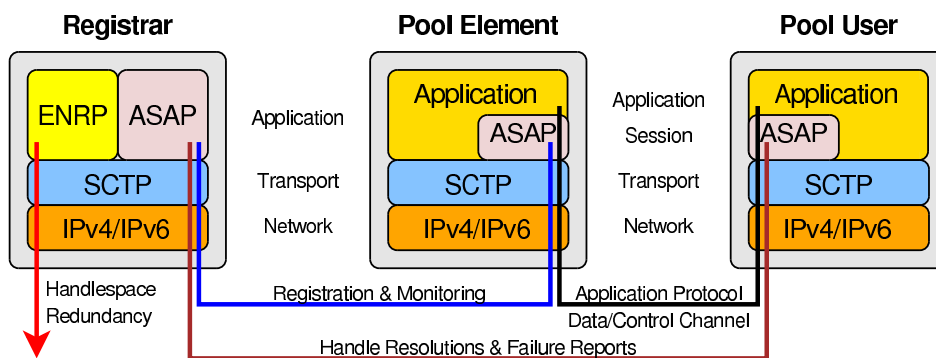 Registrar
Pool Element
Pool User
ENRP
ASAP
SCTP
IPv4/IPv6
Application
Transport
Network
Application
ASAP
SCTP
IPv4/IPv6
Application
Session
Transport
Network
Application
ASAP
SCTP
IPv4/IPv6
Handlespace
Redundancy
Registration & Monitoring
Application Protocol
Data/Control Channel
Handle Resolutions & Failure Reports